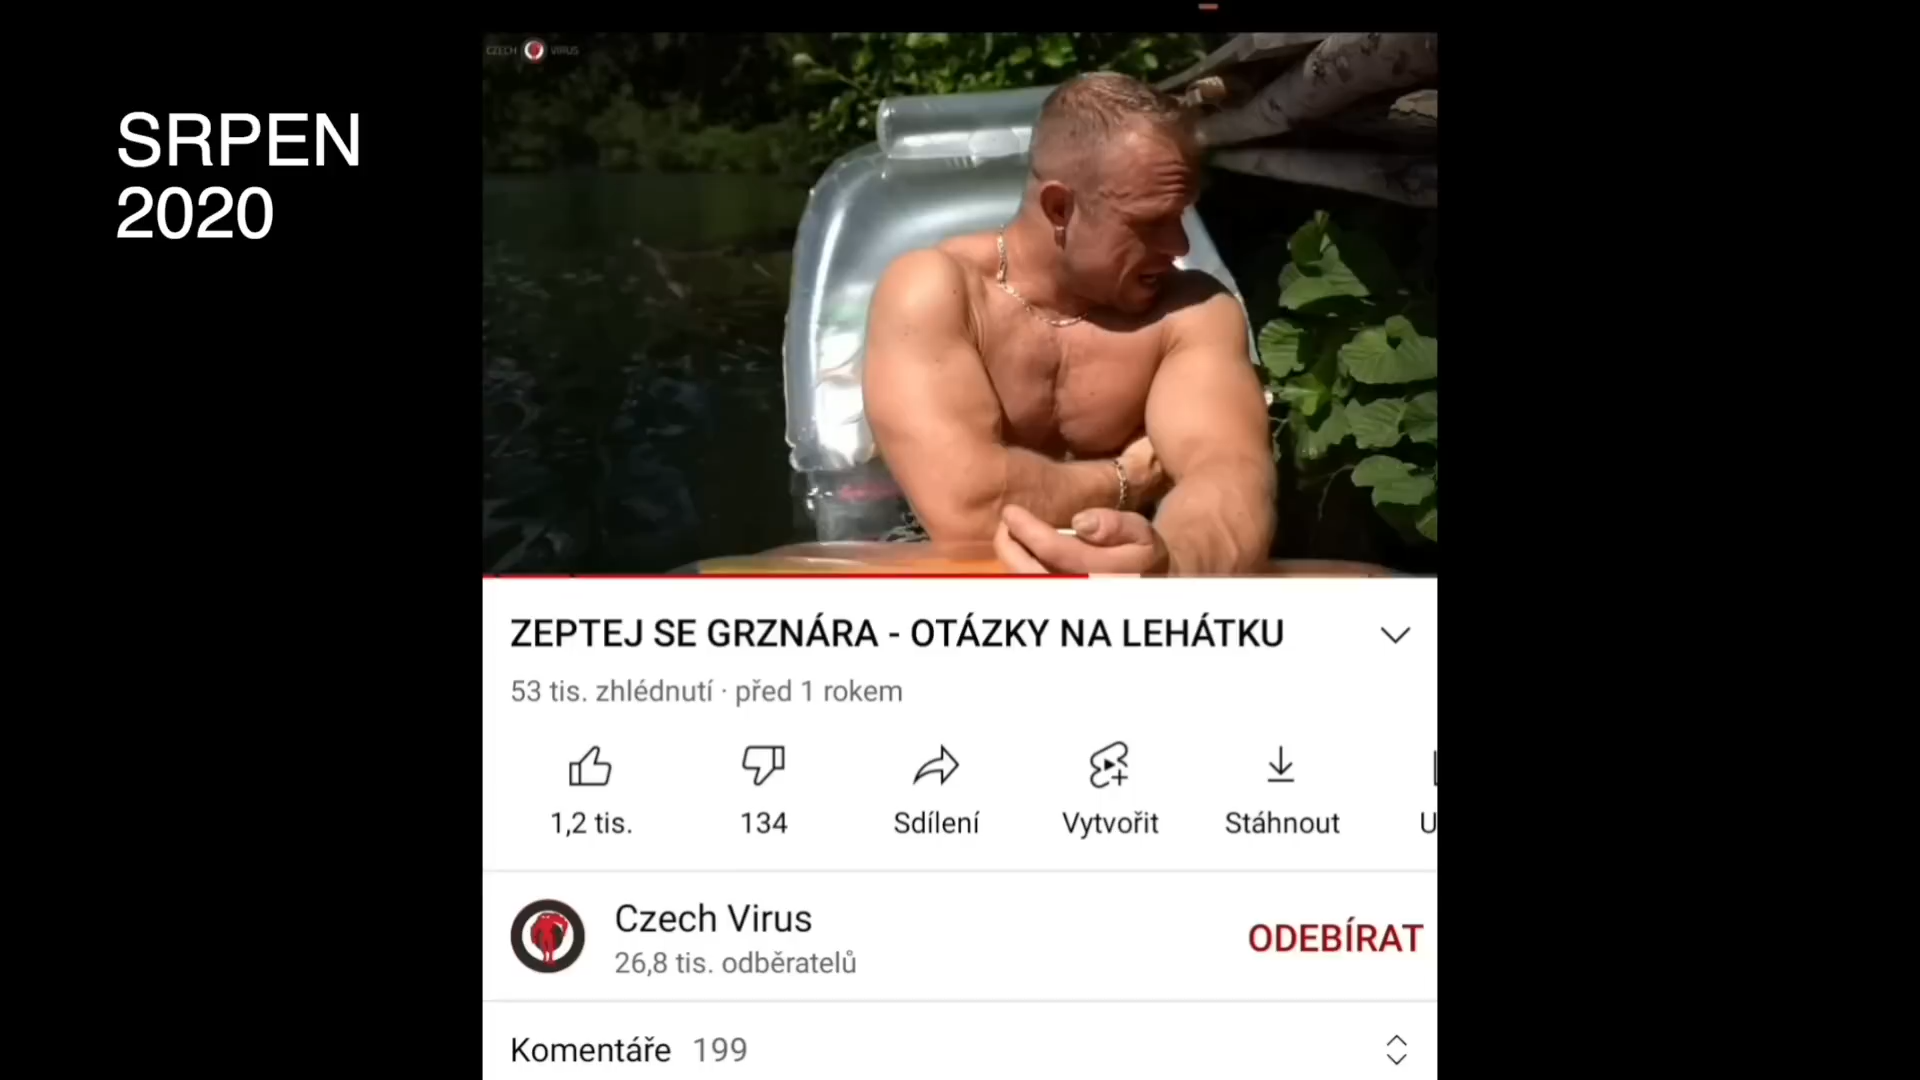 SRPEN
2020
CZECH VIRUS
ZEPTEJ SE GRZNÁRA - OTÁZKY NA LEHÁTKU
53 tis. zhlédnutí · před 1 rokem
1,2 tis.
134
Sdílení
Vytvořit
Stáhnout
U
Czech Virus
26,8 tis. odběratelů
ODEBÍRAT
Komentáře 199